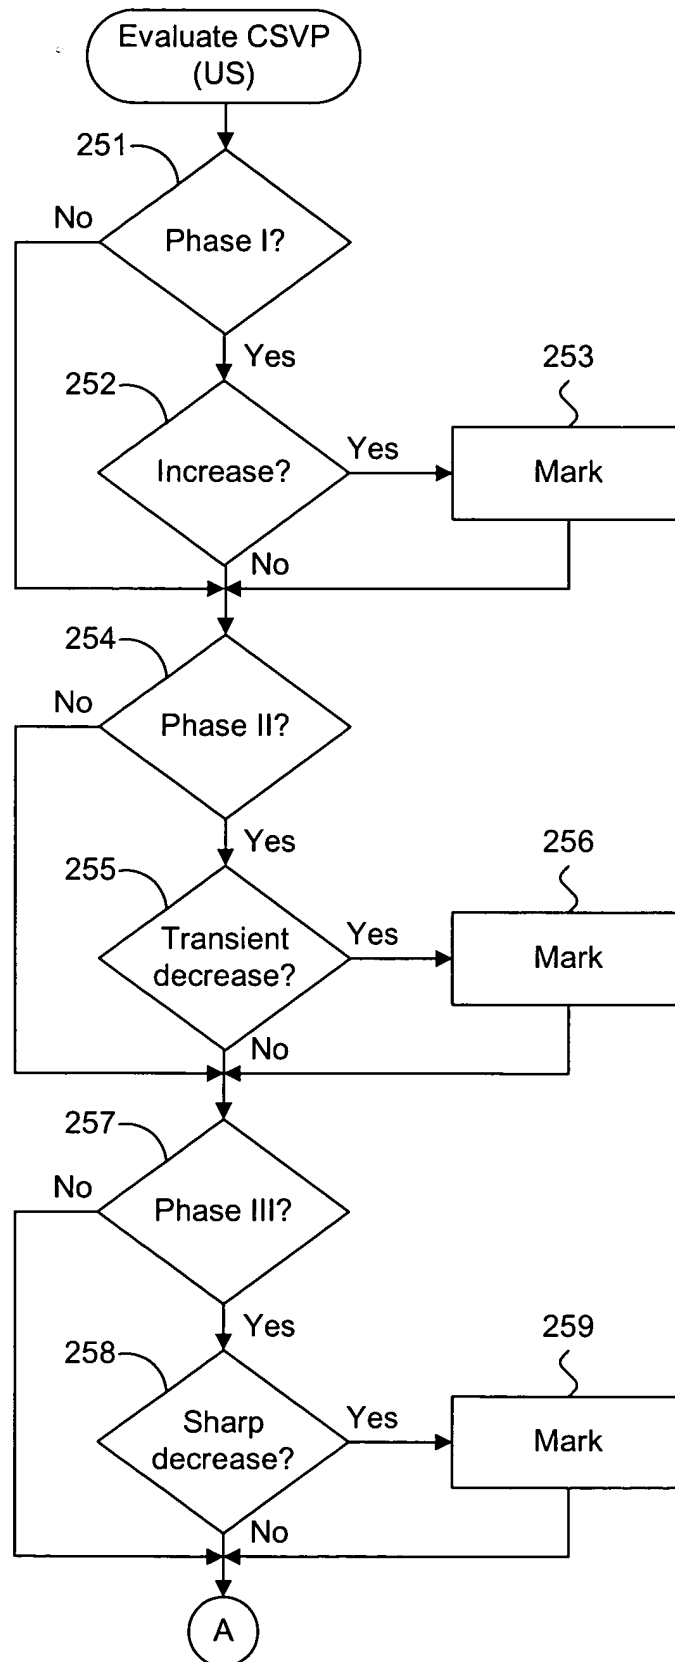 Evaluate CSVP
(US)
251
No
Phase I?
Yes
252
253
Increase?
Yes
Mark
No
254
No
Phase II?
Yes
255
256
Transient
decrease?
Yes
Mark
No
257
No
Phase III?
Yes
258
259
Sharp
decrease?
Yes
Mark
No
A